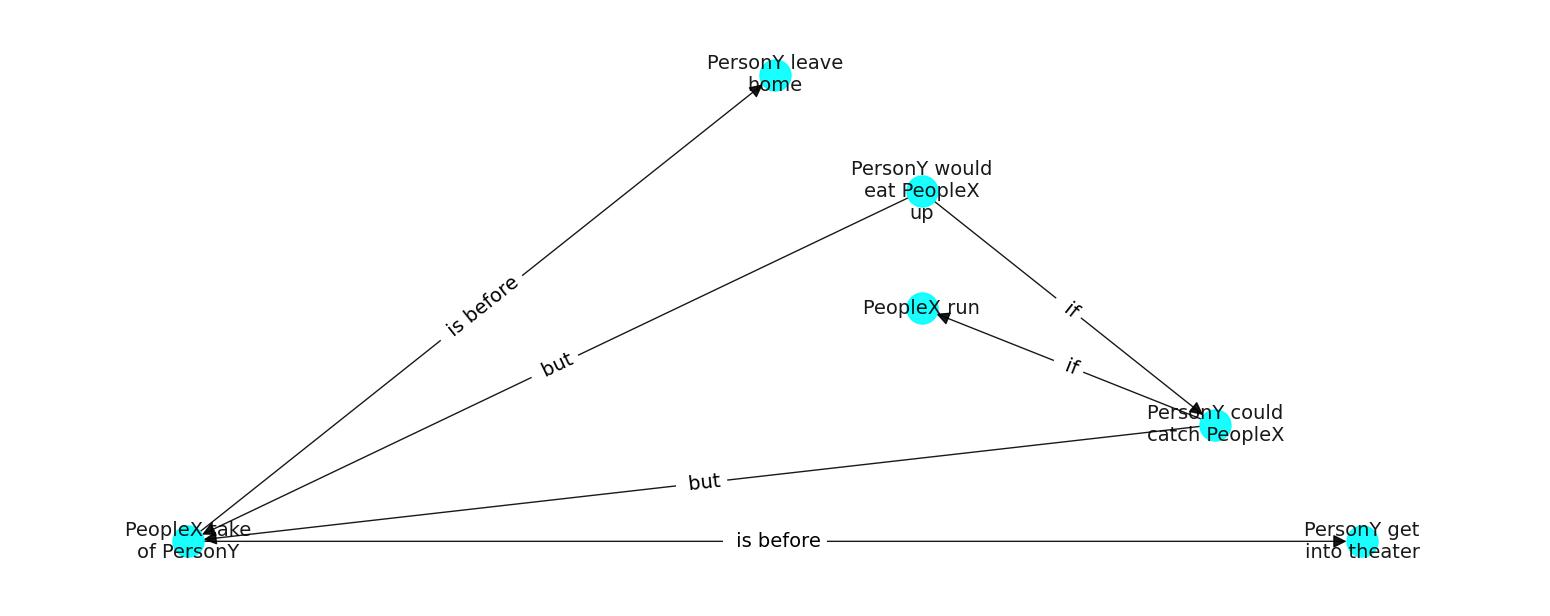 PersonY leave
home
PersonY would
eat PeopleX
up
is before
PeopleX run
if
but
if
PersonY could
catch PeopleX
but
PeopleX take
of PersonY
is before
PersonY get
into theater